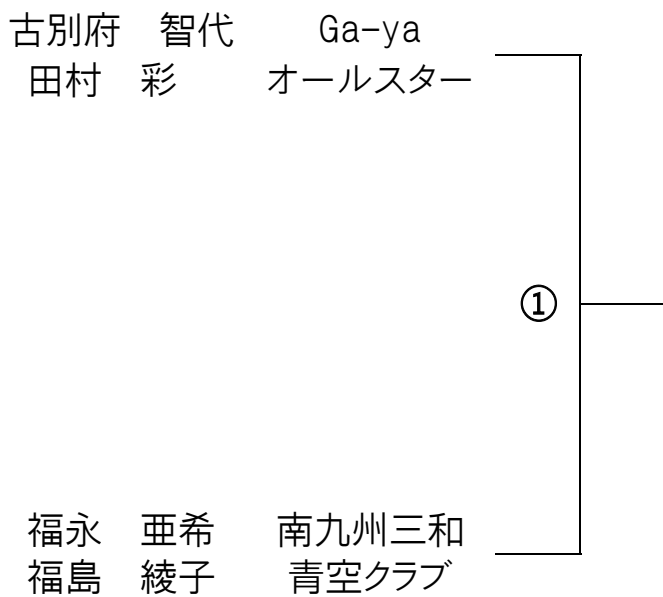 古別府　智代　Ga-ya
田村　彩　オールスター
①
福永　亜希　南九州三和
福島　綾子　青空クラブ